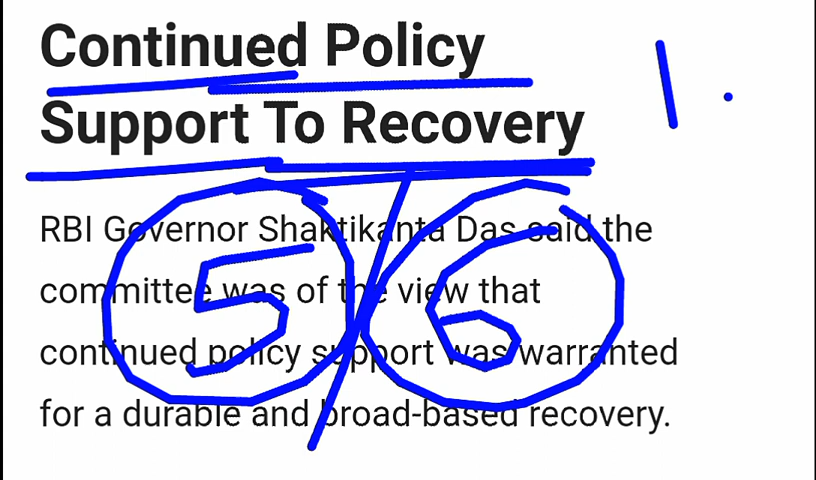 Continued Policy
Support To Recovery
1.
5/6
RBI Governor Shaktikanta Das said the
committee was of the view that
continued policy support was warranted
for a durable and broad-based recovery.